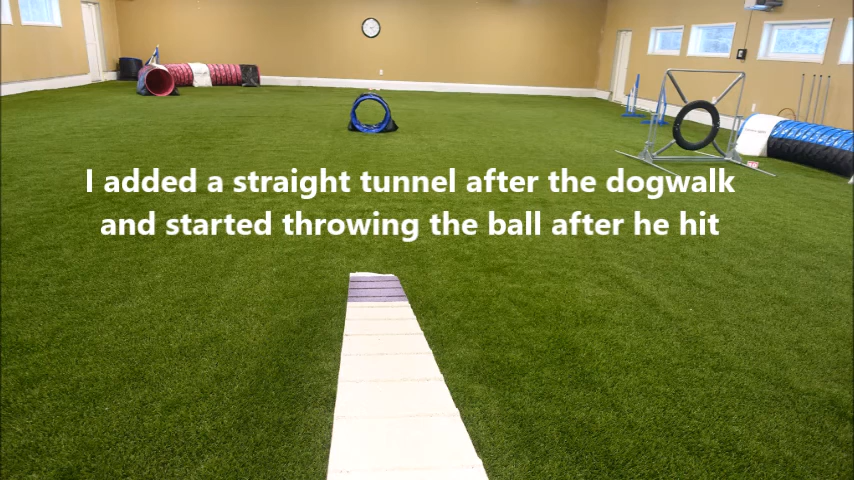 I added a straight tunnel after the dogwalk
and started throwing the ball after he hit